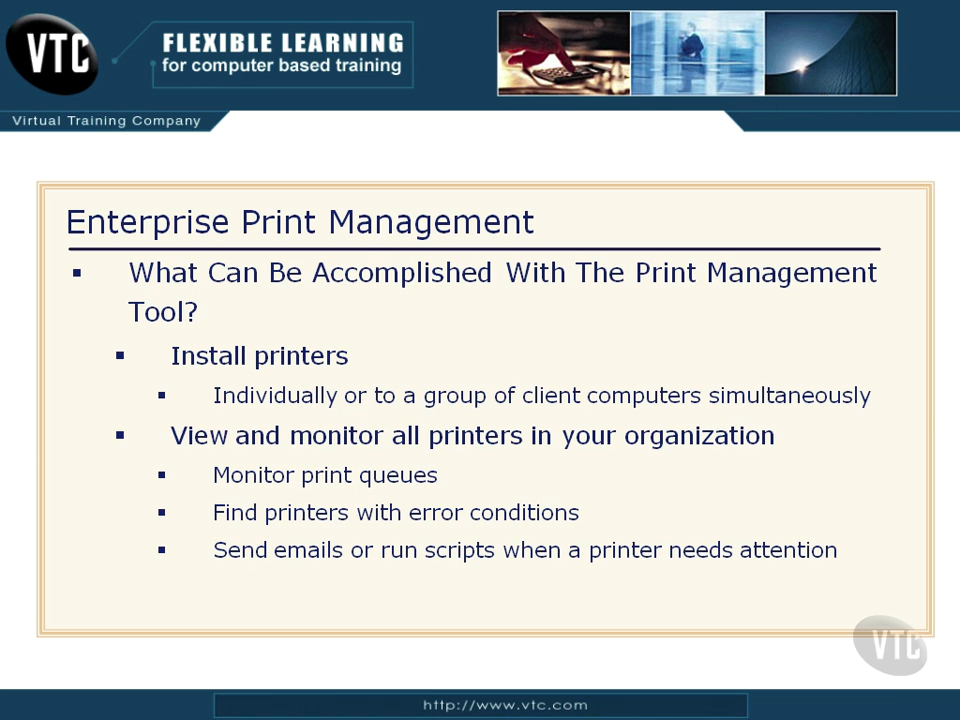 VTC
FLEXIBLE LEARNING
for computer based training
Virtual Training Company
Enterprise Print Management
▪ What Can Be Accomplished With The Print Management
Tool?
▪ Install printers
▪ Individually or to a group of client computers simultaneously
▪ View and monitor all printers in your organization
▪ Monitor print queues
▪ Find printers with error conditions
▪ Send emails or run scripts when a printer needs attention
VTC
http://www.vtc.com